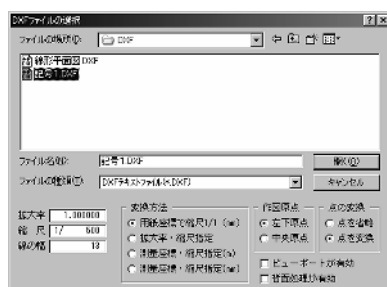 DXFファイルの選択
ファイルの場所(I): DXF
線形平面図.DXF
記号1.DXF
ファイル名(N): 記号1.DXF 開く(O)
ファイルの種類(T): DXFテキストファイル(*.DXF) キャンセル
拡大率 1.000000
縮 尺 1/ 500
線の幅 13
変換方法
用紙座標で縮尺1/1 (mm)
拡大率・縮尺指定
測量座標・縮尺指定(m)
測量座標・縮尺指定(mm)
作図原点
左下原点
中央原点
点の変換
点を省略
点を変換
ビューポートが有効
背面処理が有効